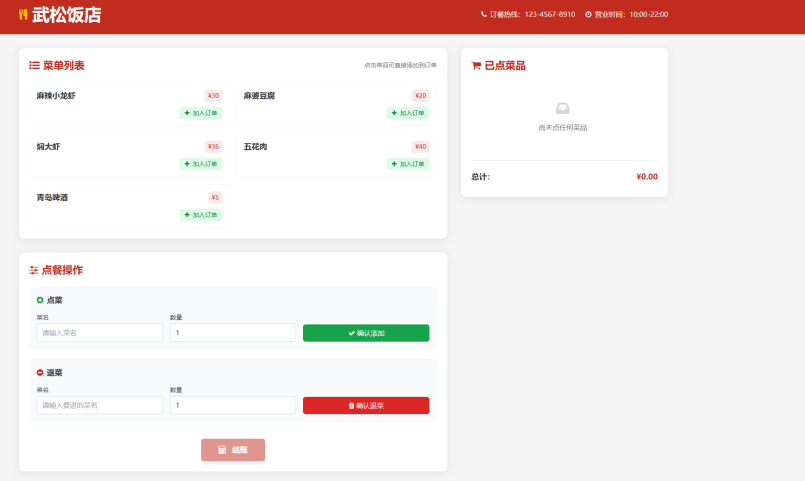 武松饭店
订餐热线：123-4567-8910 营业时间：10:00-22:00
菜单列表
点击菜品可直接添加到订单
麻辣小龙虾 ¥30
+ 加入订单
麻婆豆腐 ¥20
+ 加入订单
焖大虾 ¥36
+ 加入订单
五花肉 ¥40
+ 加入订单
青岛啤酒 ¥5
+ 加入订单
已点菜品
尚未点任何菜品
总计： ¥0.00
点餐操作
点菜
菜名 数量
请输入菜名 1 确认添加
退菜
菜名 数量
请输入要退的菜名 1 确认退菜
结账